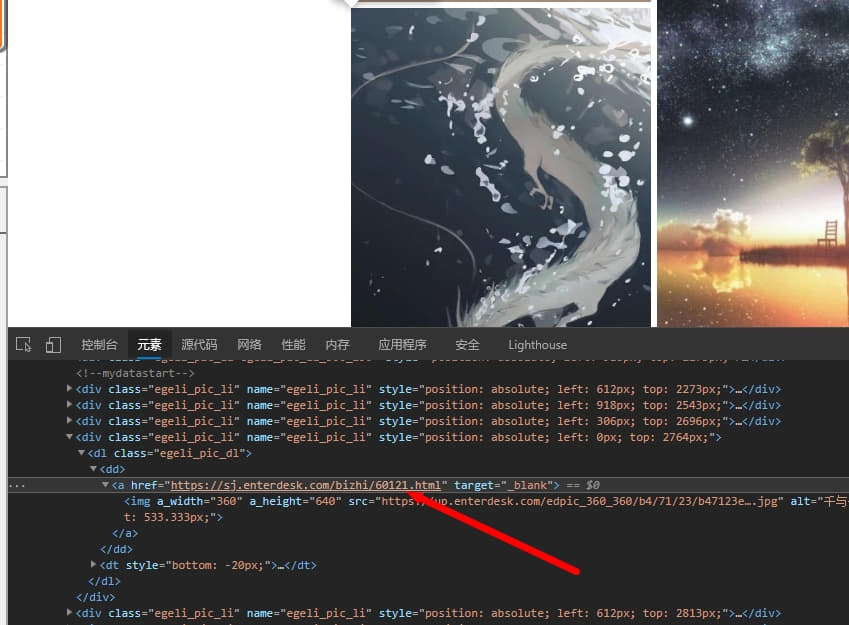 控制台 元素 源代码 网络 性能 内存 应用程序 安全 Lighthouse
<!--mydatastart-->
<div class="egeli_pic_li" name="egeli_pic_li" style="position: absolute; left: 612px; top: 2273px;">…</div>
<div class="egeli_pic_li" name="egeli_pic_li" style="position: absolute; left: 918px; top: 2543px;">…</div>
<div class="egeli_pic_li" name="egeli_pic_li" style="position: absolute; left: 306px; top: 2696px;">…</div>
<div class="egeli_pic_li" name="egeli_pic_li" style="position: absolute; left: 0px; top: 2764px;">
<dl class="egeli_pic_dl">
<dd>
… <a href="https://sj.enterdesk.com/bizhi/60121.html" target="_blank"> == $0
<img a_width="360" a_height="640" src="https://up.enterdesk.com/edpic_360_360/b4/71/23/b47123e….jpg" alt="千与
t: 533.333px;">
</a>
</dd>
<dt style="bottom: -20px;">…</dt>
</dl>
</div>
<div class="egeli_pic_li" name="egeli_pic_li" style="position: absolute; left: 612px; top: 2813px;">…</div>